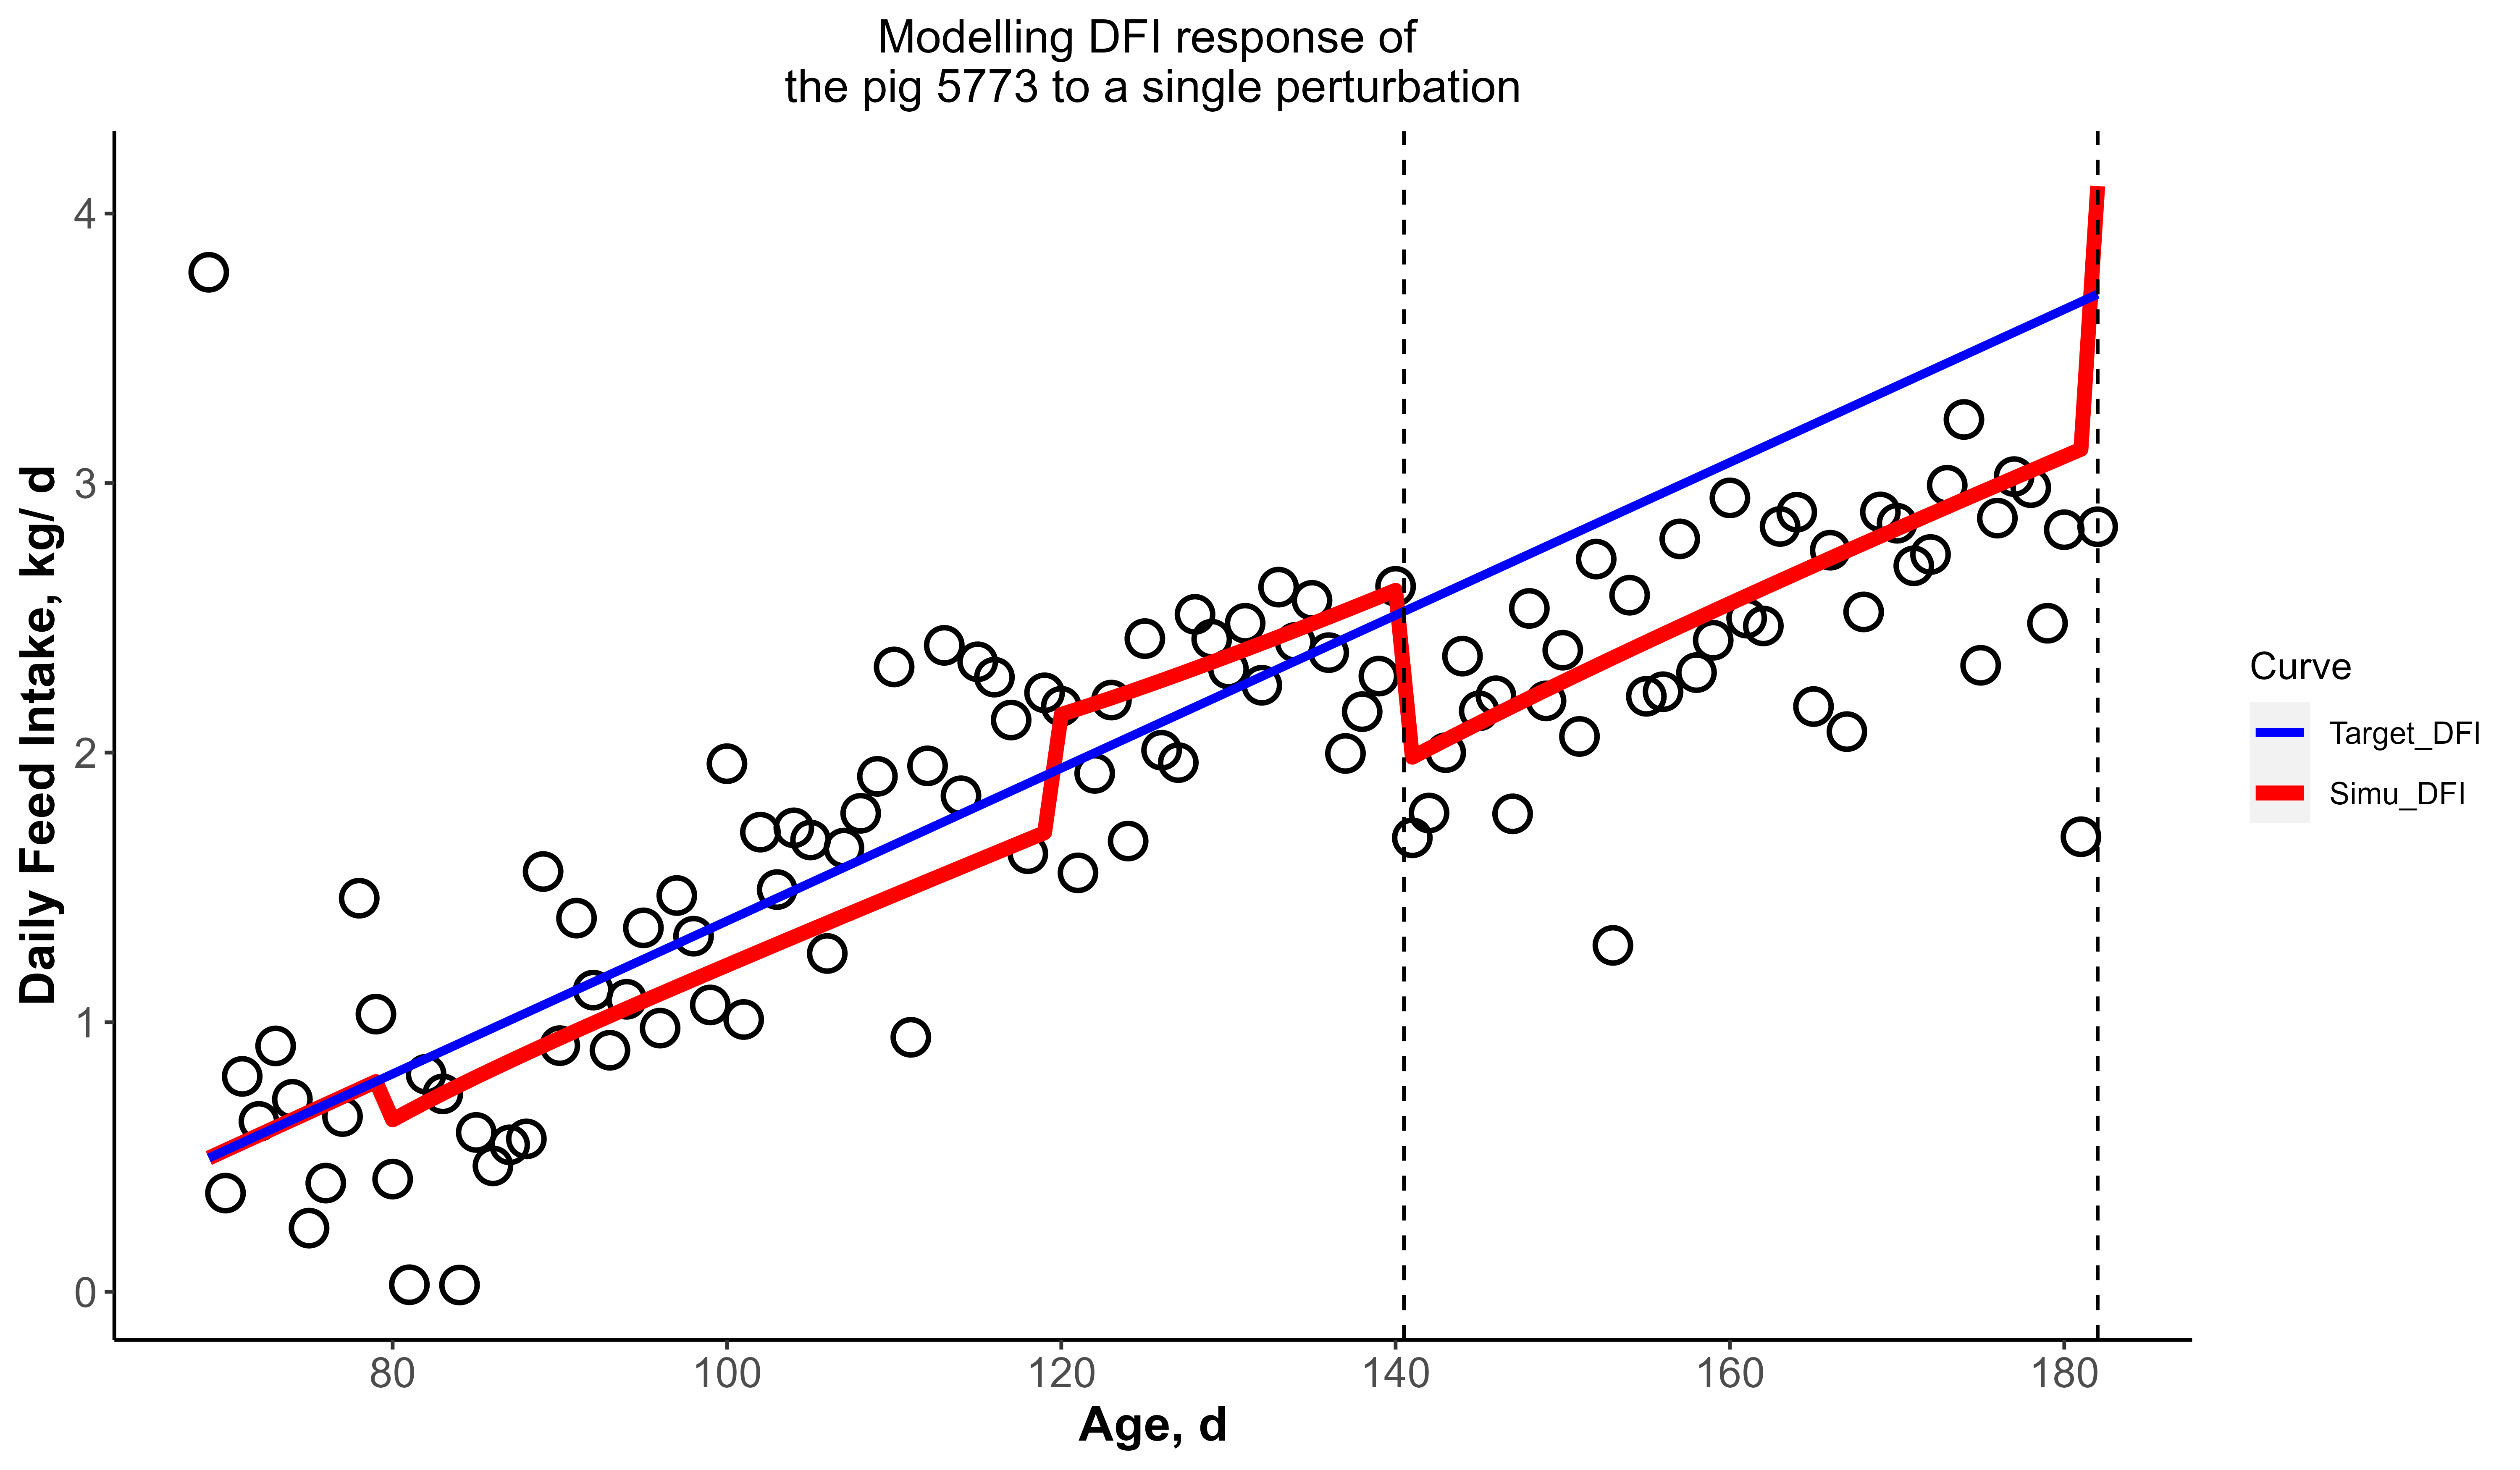 Modelling DFI response of
the pig 5773 to a single perturbation
Daily Feed Intake, kg/ d
4
3
2
1
0
80 100 120 140 160 180
Age, d
Curve
Target_DFI
Simu_DFI